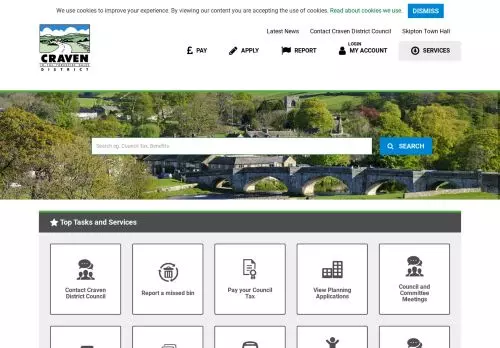 We use cookies to improve your experience. By viewing our content you are accepting the use of cookies. Read about cookies we use. DISMISS
Latest News Contact Craven District Council Skipton Town Hall
CRAVEN
DISTRICT
£ PAY APPLY REPORT LOGIN MY ACCOUNT SERVICES
Search eg. Council Tax, Benefits SEARCH
Top Tasks and Services
Contact Craven
District Council
Report a missed bin
Pay your Council
Tax
View Planning
Applications
Council and
Committee
Meetings